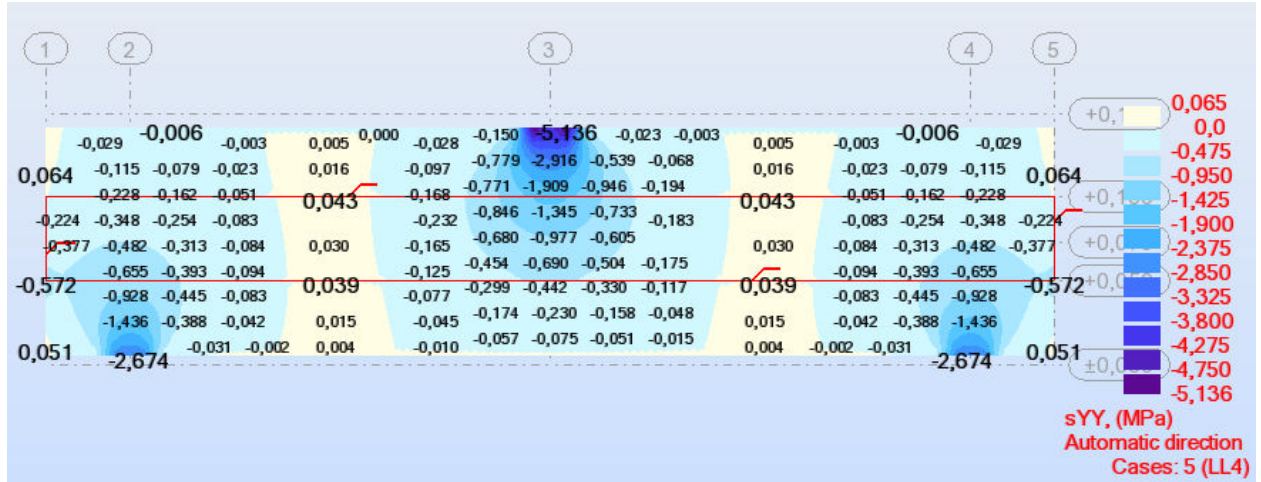 1 2 3 4 5
0,065
-0,006 0,000 -0,150 -5,136 -0,023 -0,003 -0,006 0,0
-0,029 -0,003 0,005 -0,028 0,005 -0,003 -0,029
-0,475
-0,779 -2,916 -0,539 -0,068
0,064 -0,115 -0,079 -0,023 0,016 -0,097 0,016 -0,023 -0,079 -0,115 0,064 -0,950
-0,771 -1,909 -0,946 -0,194
-0,228 -0,162 -0,051 0,043 -0,168 0,043 -0,051 -0,162 -0,228 -1,425
-0,846 -1,345 -0,733
-0,224 -0,348 -0,254 -0,083 -0,232 -0,183 -0,083 -0,254 -0,348 -0,224 -1,900
-0,680 -0,977 -0,605
-0,377 -0,482 -0,313 -0,084 0,030 -0,165 0,030 -0,084 -0,313 -0,482 -0,377 -2,375
-0,454 -0,690 -0,504 -0,175
-0,655 -0,393 -0,094 -0,125 -0,094 -0,393 -0,655 -2,850
-0,572 0,039 -0,299 -0,442 -0,330 -0,117 0,039 -0,572
-0,928 -0,445 -0,083 -0,077 -0,083 -0,445 -0,928 -3,325
-0,174 -0,230 -0,158 -0,048
-1,436 -0,388 -0,042 0,015 -0,045 0,015 -0,042 -0,388 -1,436 -3,800
-0,057 -0,075 -0,051 -0,015
0,051 -0,031 -0,002 0,004 -0,010 0,004 -0,002 -0,031 0,051 -4,275
-2,674 -2,674 -4,750
-5,136
sYY, (MPa)
Automatic direction
Cases: 5 (LL4)